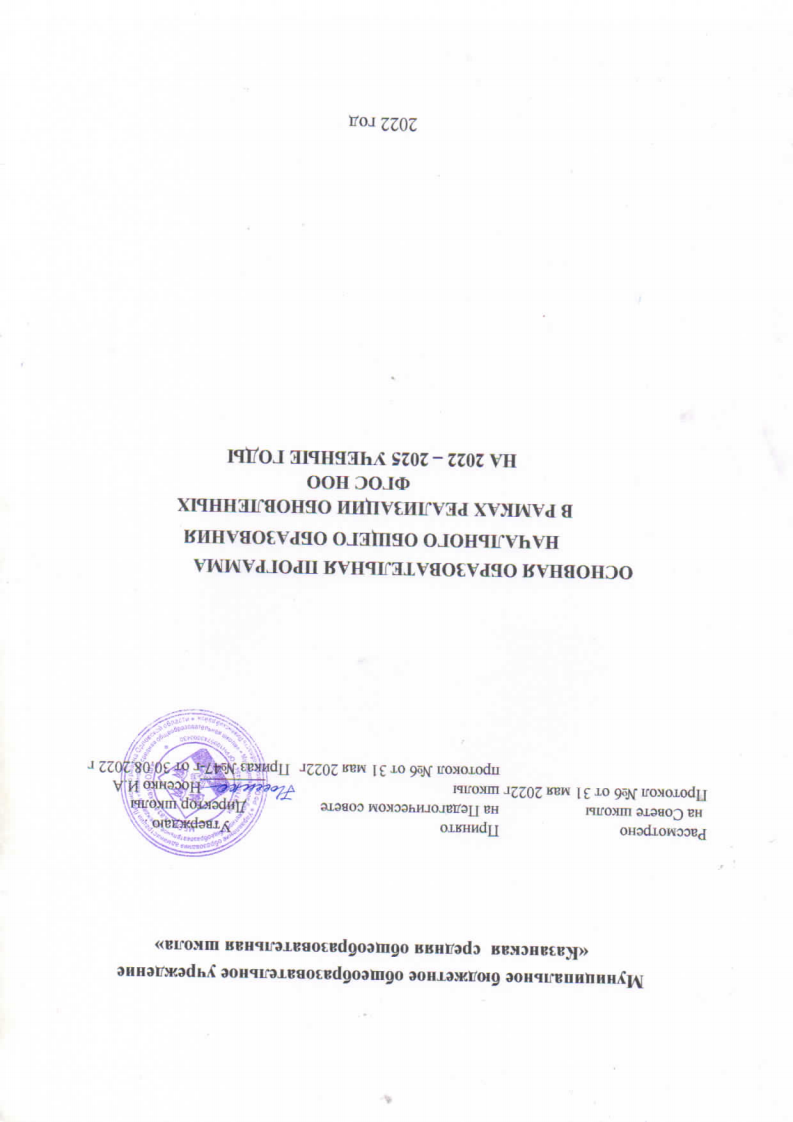 Муниципальное бюджетное общеобразовательное учреждение
«Казанская средняя общеобразовательная школа»
Рассмотрено
на Совете школы
Протокол №6 от 31 мая 2022г
Принято
на Педагогическом совете
школы
протокол №6 от 31 мая 2022г
Утверждаю
Директор школы
Носенко И А
Приказ №47-г от 30.08.2022 г
ОСНОВНАЯ ОБРАЗОВАТЕЛЬНАЯ ПРОГРАММА
НАЧАЛЬНОГО ОБЩЕГО ОБРАЗОВАНИЯ
В РАМКАХ РЕАЛИЗАЦИИ ОБНОВЛЕННЫХ
ФГОС НОО
НА 2022 – 2025 УЧЕБНЫЕ ГОДЫ
2022 год